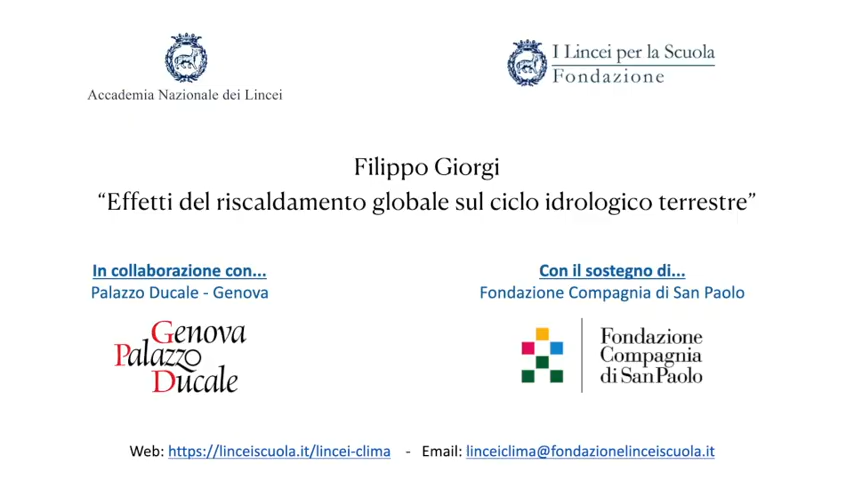 Accademia Nazionale dei Lincei
I Lincei per la Scuola
Fondazione
Filippo Giorgi
“Effetti del riscaldamento globale sul ciclo idrologico terrestre”
In collaborazione con...
Palazzo Ducale - Genova
Genova
Palazzo
Ducale
Con il sostegno di...
Fondazione Compagnia di San Paolo
Fondazione
Compagnia
di SanPaolo
Web: https://linceiscuola.it/lincei-clima - Email: linceiclima@fondazionelinceiscuola.it